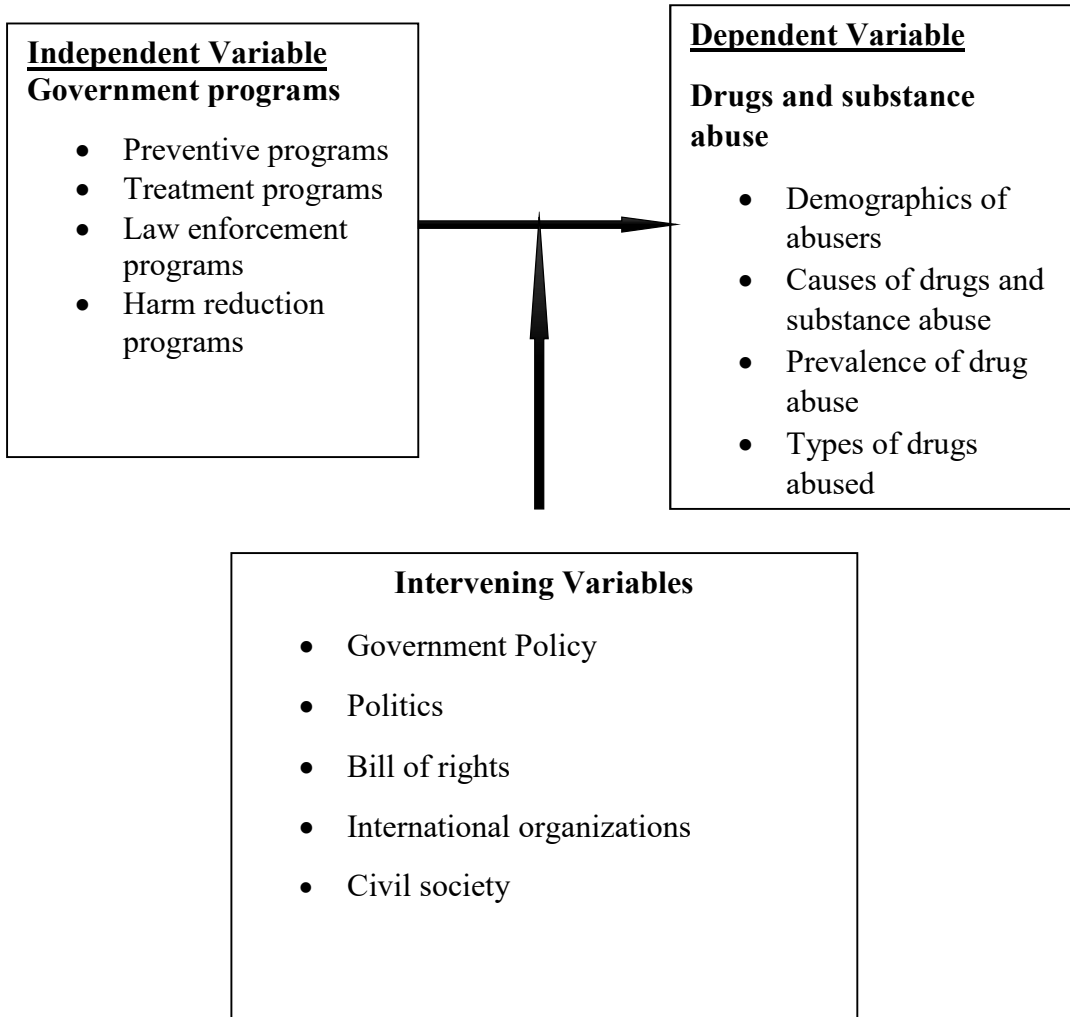 Independent Variable
Government programs
• Preventive programs
• Treatment programs
• Law enforcement
programs
• Harm reduction
programs
Dependent Variable
Drugs and substance
abuse
• Demographics of
abusers
• Causes of drugs and
substance abuse
• Prevalence of drug
abuse
• Types of drugs
abused
Intervening Variables
• Government Policy
• Politics
• Bill of rights
• International organizations
• Civil society